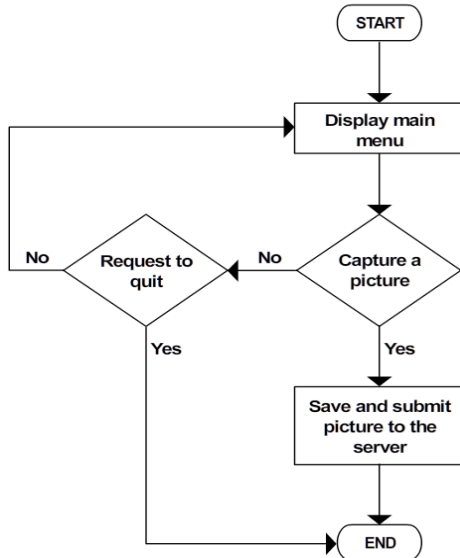 START
Display main
menu
No
Request to
quit
No
Capture a
picture
Yes
Yes
Save and submit
picture to the
server
END